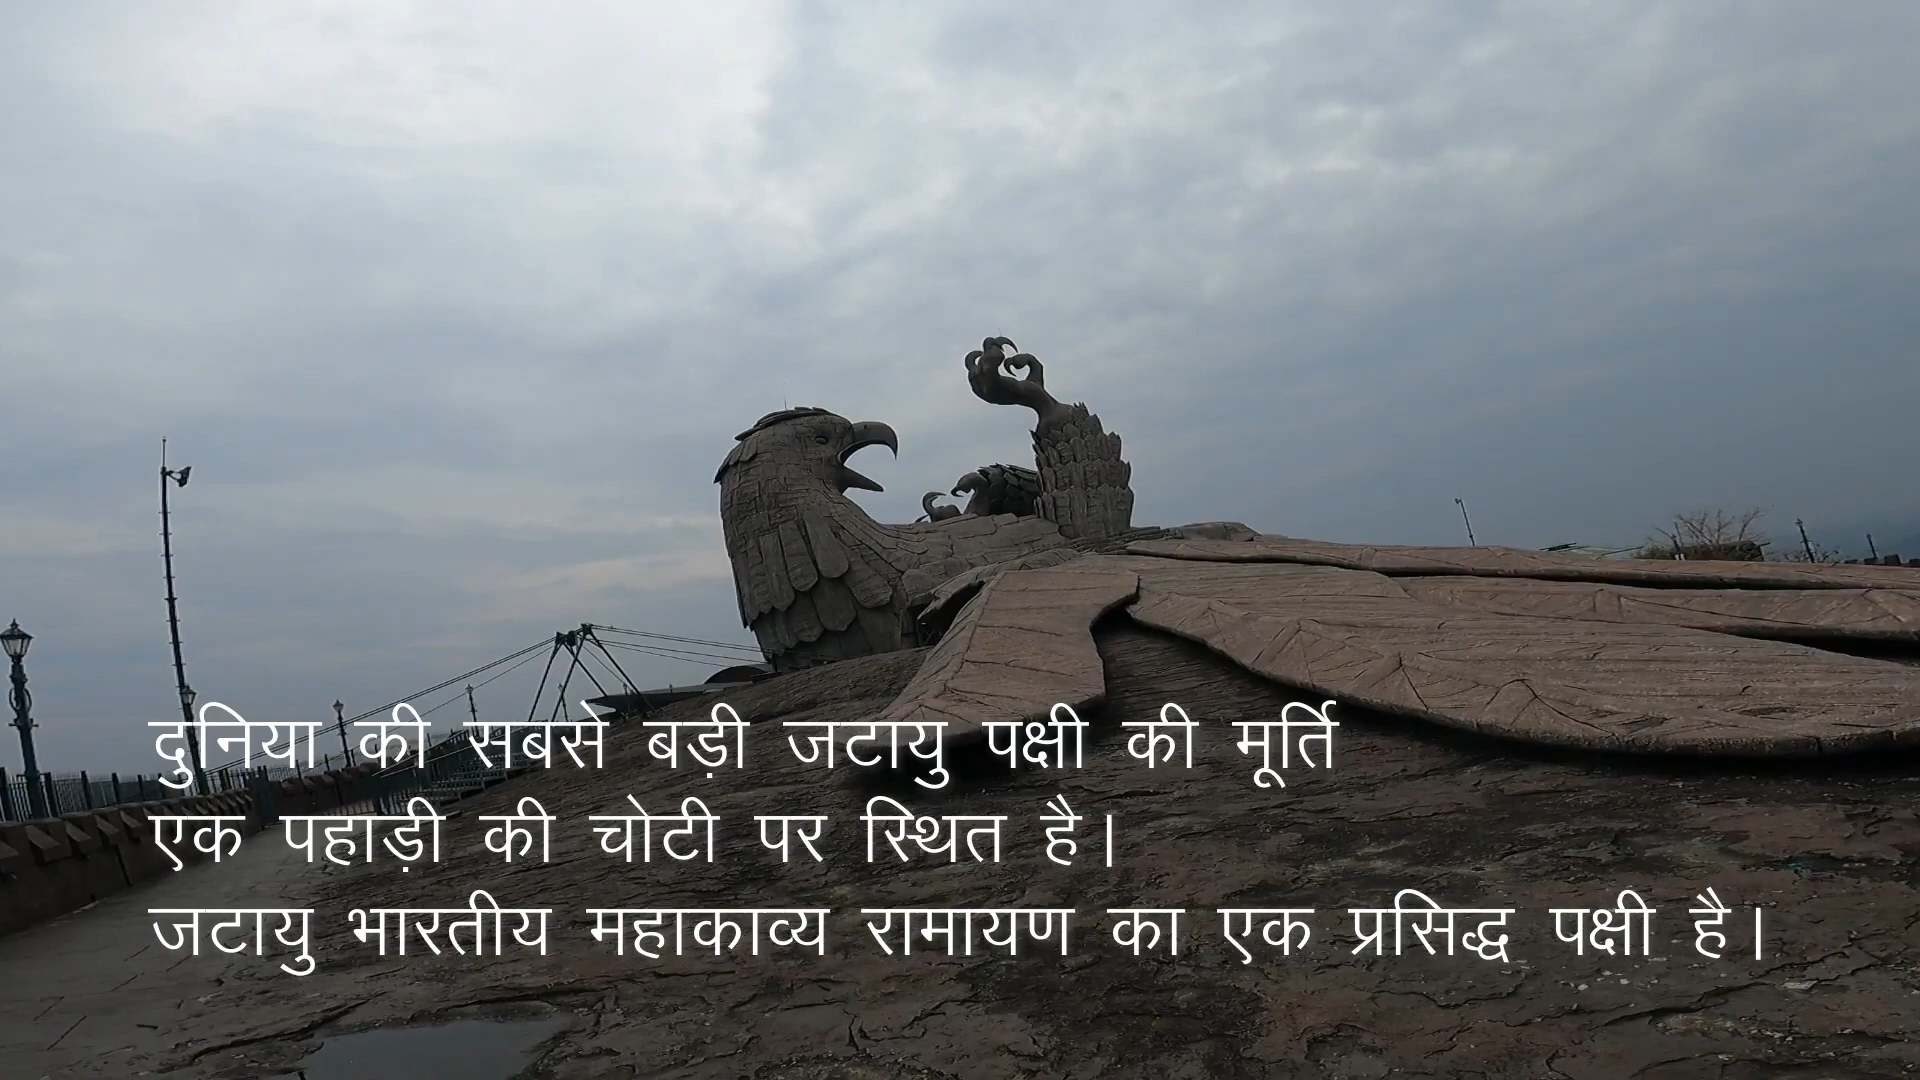 दुनिया की सबसे बड़ी जटायु पक्षी की मूर्ति
एक पहाड़ी की चोटी पर स्थित है।
जटायु भारतीय महाकाव्य रामायण का एक प्रसिद्ध पक्षी है।